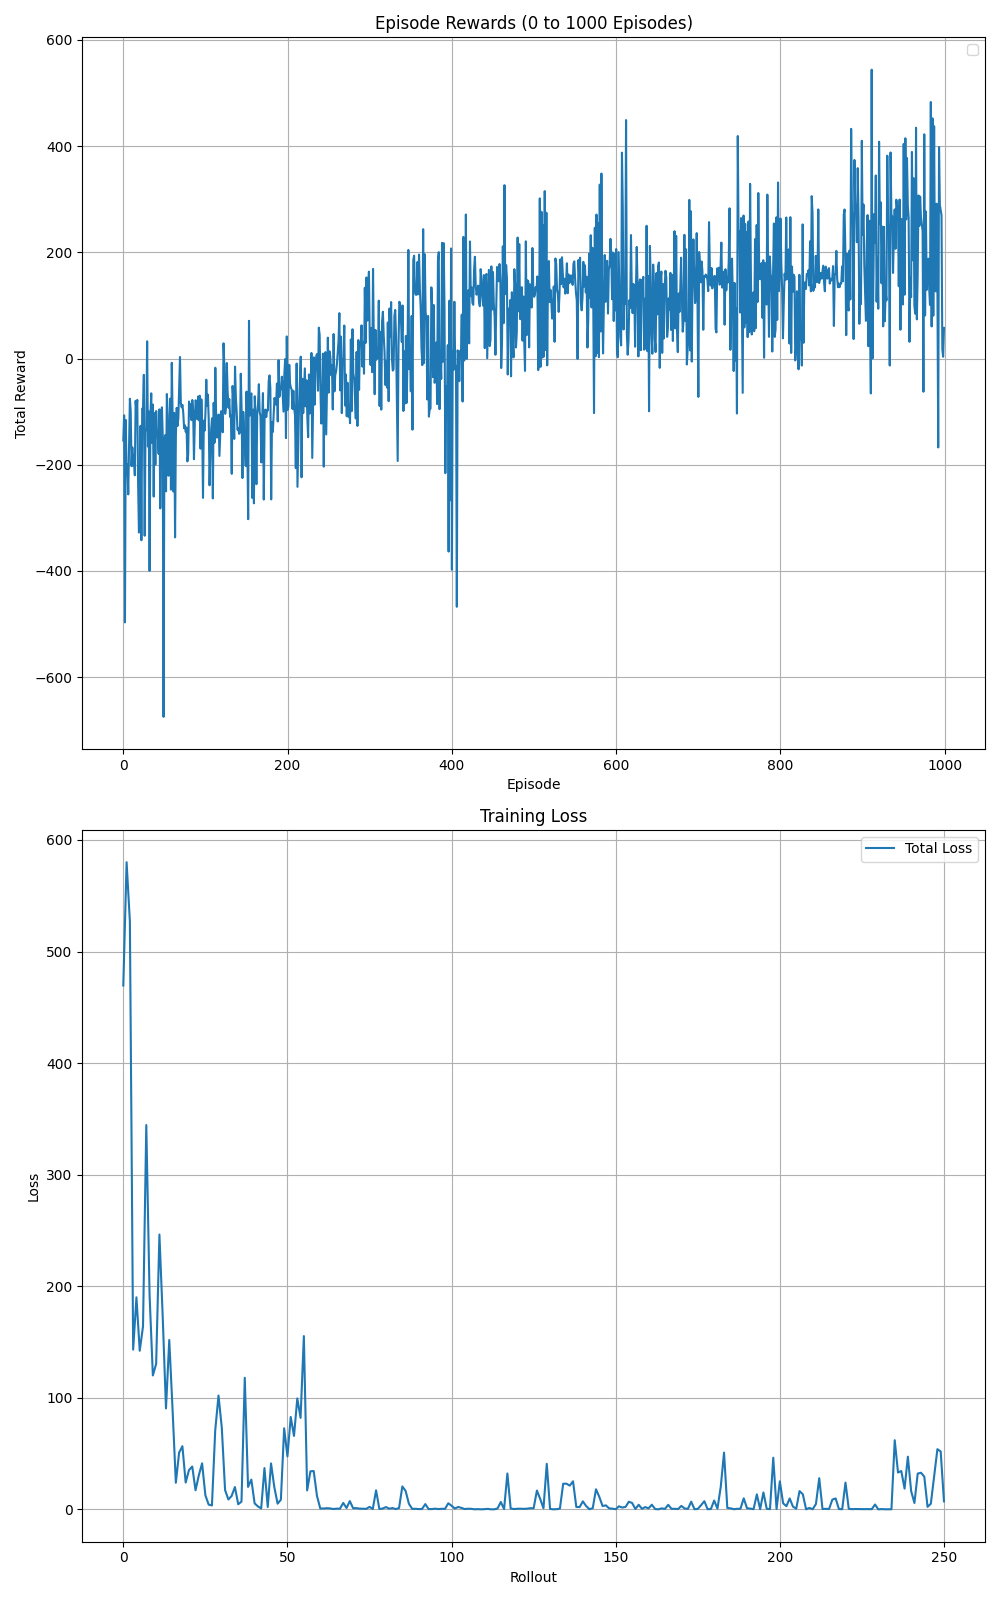 Episode Rewards (0 to 1000 Episodes)
600
400
200
0
−200
−400
−600
Total Reward
0 200 400 600 800 1000
Episode
Training Loss
Total Loss
600
500
400
300
200
100
0
Loss
0 50 100 150 200 250
Rollout